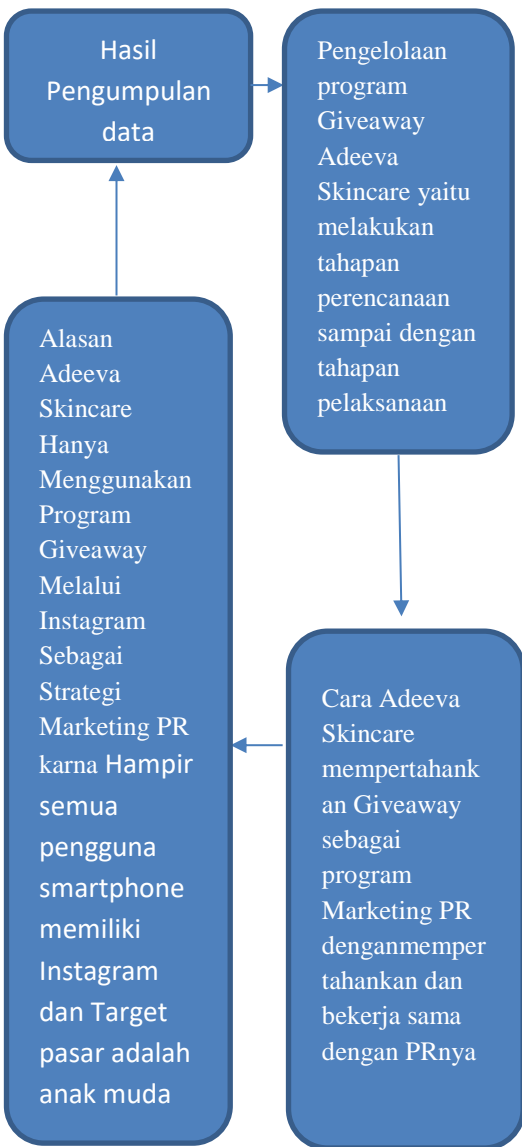 Hasil
Pengumpulan
data
Pengelolaan
program
Giveaway
Adeeva
Skincare yaitu
melakukan
tahapan
perencanaan
sampai dengan
tahapan
pelaksanaan
Cara Adeeva
Skincare
mempertahank
an Giveaway
sebagai
program
Marketing PR
denganmemper
tahankan dan
bekerja sama
dengan PRnya
Alasan
Adeeva
Skincare
Hanya
Menggunakan
Program
Giveaway
Melalui
Instagram
Sebagai
Strategi
Marketing PR
karna Hampir
semua
pengguna
smartphone
memiliki
Instagram
dan Target
pasar adalah
anak muda